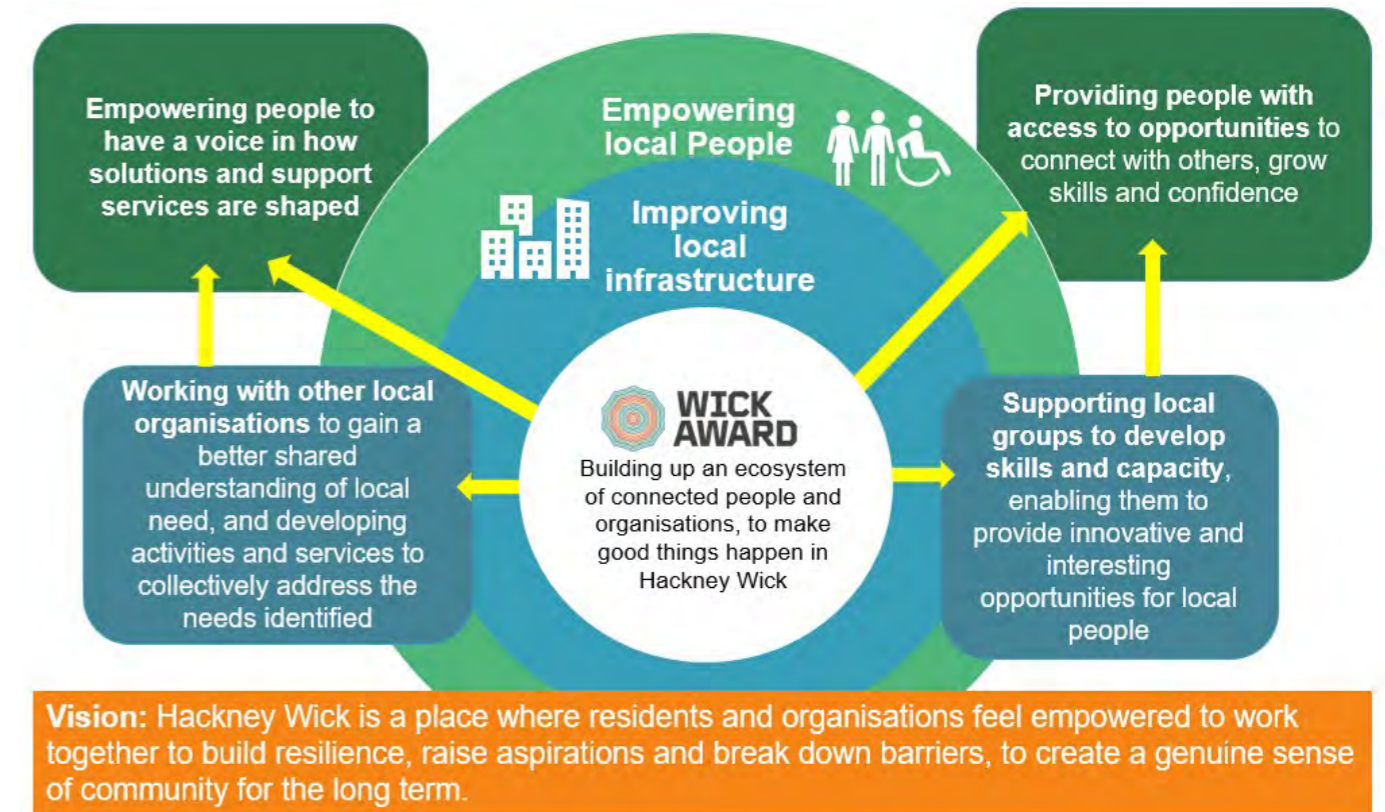 Empowering people to
have a voice in how
solutions and support
services are shaped
Empowering
local People
Providing people with
access to opportunities to
connect with others, grow
skills and confidence
Improving
local
infrastructure
Working with other local
organisations to gain a
better shared
understanding of local
need, and developing
activities and services to
collectively address the
needs identified
WICK
AWARD
Building up an ecosystem
of connected people and
organisations, to make
good things happen in
Hackney Wick
Supporting local
groups to develop
skills and capacity,
enabling them to
provide innovative and
interesting
opportunities for local
people
Vision: Hackney Wick is a place where residents and organisations feel empowered to work
together to build resilience, raise aspirations and break down barriers, to create a genuine sense
of community for the long term.